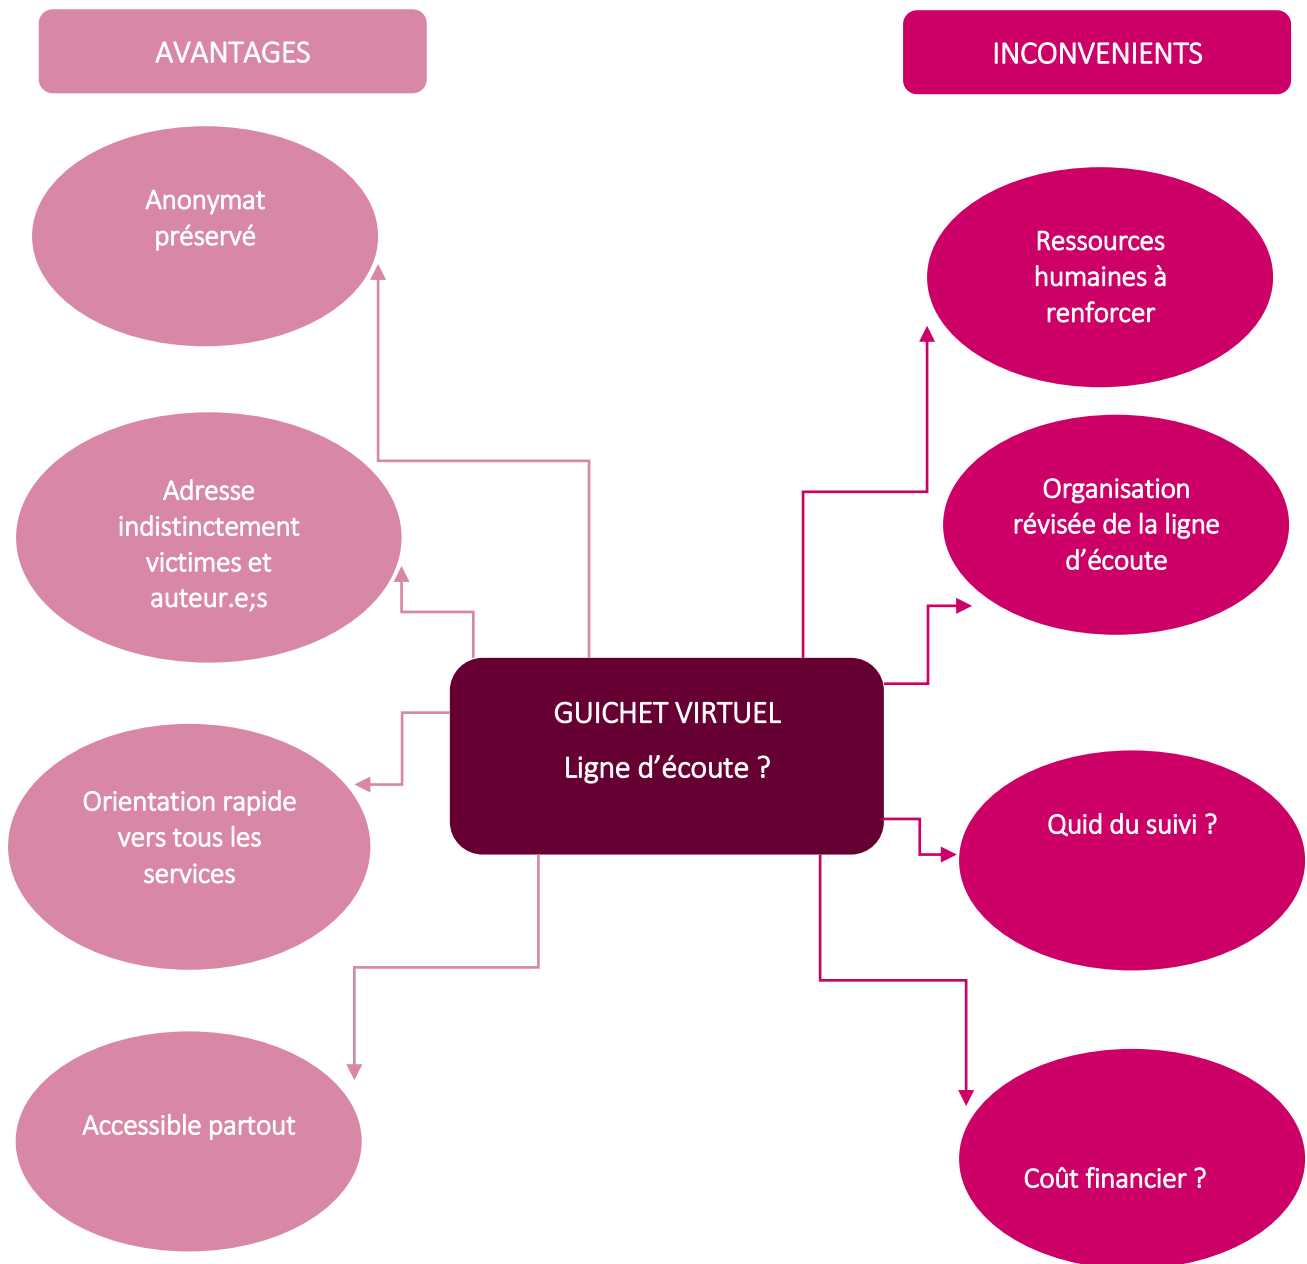 AVANTAGES
INCONVENIENTS
Anonymat
préservé
Adresse
indistinctement
victimes et
auteur.e;s
Orientation rapide
vers tous les
services
Accessible partout
GUICHET VIRTUEL
Ligne d’écoute ?
Ressources
humaines à
renforcer
Organisation
révisée de la ligne
d’écoute
Quid du suivi ?
Coût financier ?